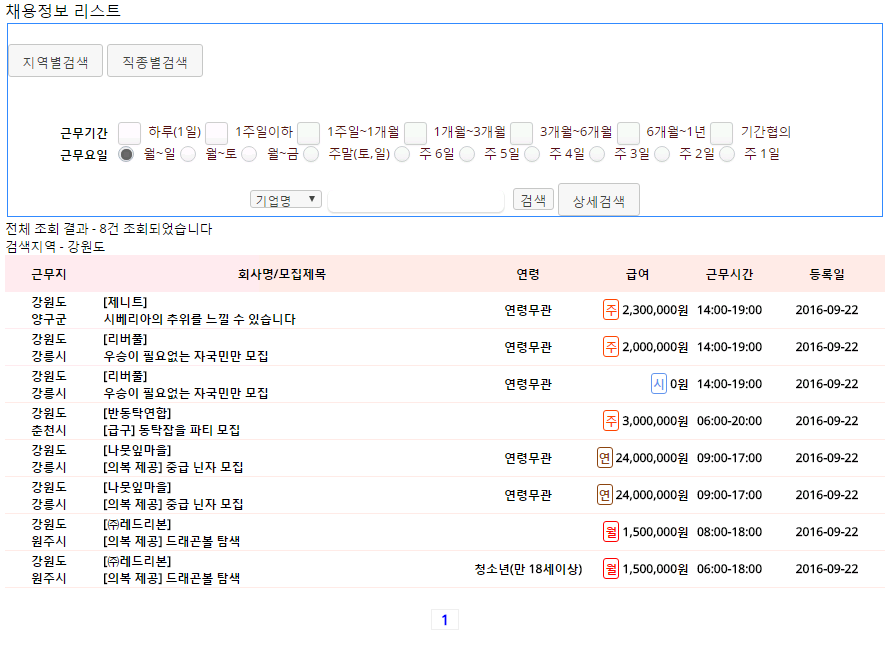 채용정보 리스트
지역별검색 직종별검색
근무기간 하루(1일) 1주일이하 1주일~1개월 1개월~3개월 3개월~6개월 6개월~1년 기간협의
근무요일 월~일 월~토 월~금 주말(토,일) 주 6일 주 5일 주 4일 주 3일 주 2일 주 1일
기업명 ▼ 검색 상세검색
전체 조회 결과 - 8건 조회되었습니다
검색지역 - 강원도
근무지 회사명/모집제목 연령 급여 근무시간 등록일
강원도 [제니트]
양구군 시베리아의 추위를 느낄 수 있습니다 연령무관 주 2,300,000원 14:00-19:00 2016-09-22
강원도 [리버풀]
강릉시 우승이 필요없는 자국민만 모집 연령무관 주 2,000,000원 14:00-19:00 2016-09-22
강원도 [리버풀]
강릉시 우승이 필요없는 자국민만 모집 연령무관 시 0원 14:00-19:00 2016-09-22
강원도 [반동탁연합]
춘천시 [급구] 동탁잡을 파티 모집 주 3,000,000원 06:00-20:00 2016-09-22
강원도 [나뭇잎마을]
강릉시 [의복 제공] 중급 닌자 모집 연령무관 연 24,000,000원 09:00-17:00 2016-09-22
강원도 [나뭇잎마을]
강릉시 [의복 제공] 중급 닌자 모집 연령무관 연 24,000,000원 09:00-17:00 2016-09-22
강원도 [㈜레드리본]
원주시 [의복 제공] 드래곤볼 탐색 월 1,500,000원 08:00-18:00 2016-09-22
강원도 [㈜레드리본]
원주시 [의복 제공] 드래곤볼 탐색 청소년(만 18세이상) 월 1,500,000원 06:00-18:00 2016-09-22
1